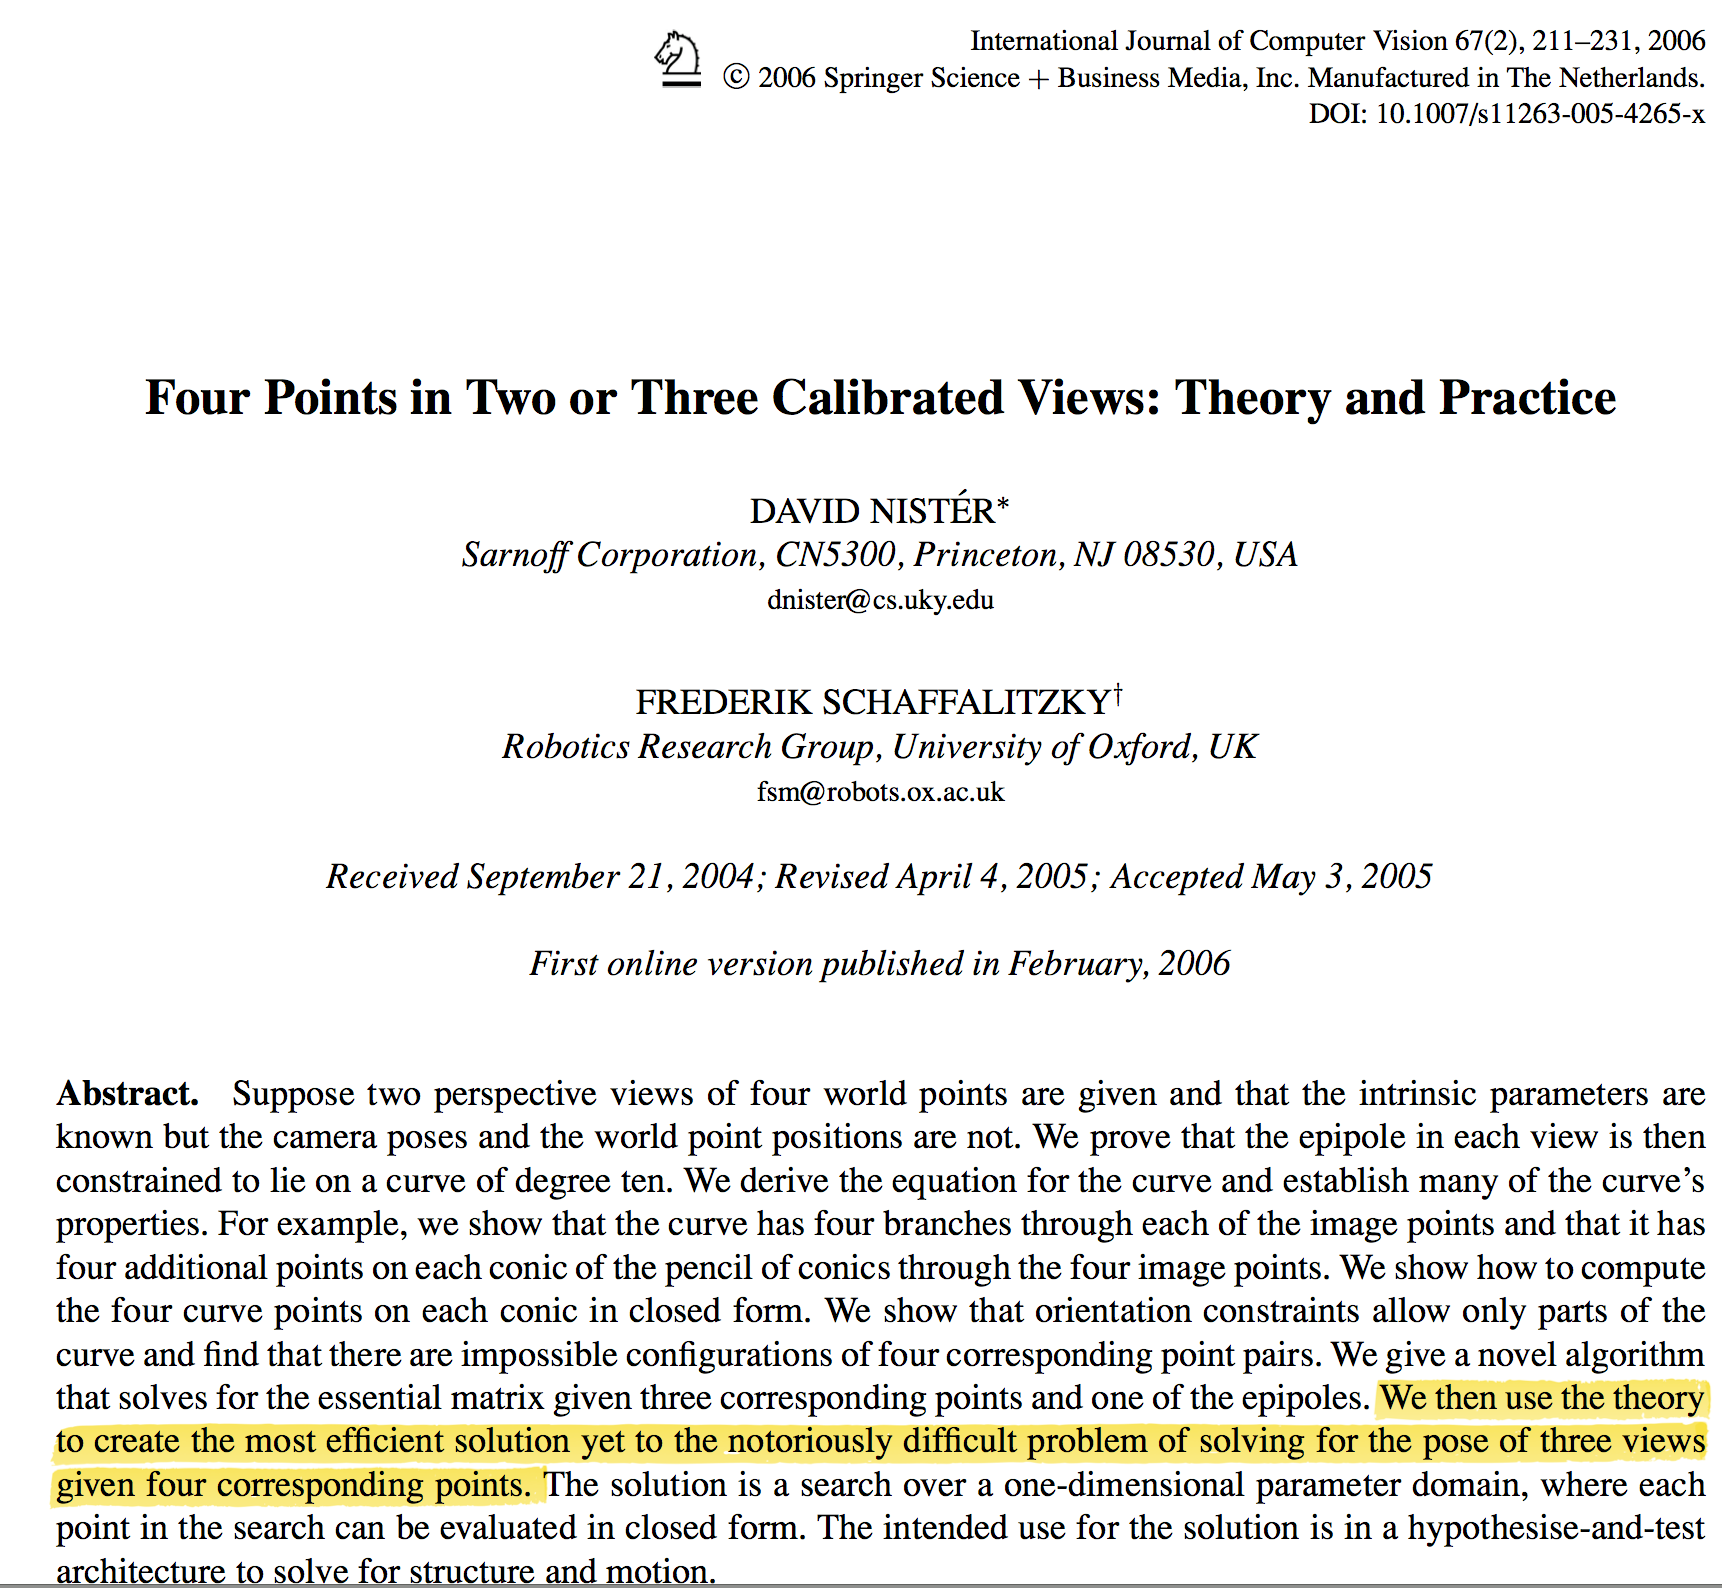 International Journal of Computer Vision 67(2), 211–231, 2006
© 2006 Springer Science + Business Media, Inc. Manufactured in The Netherlands.
DOI: 10.1007/s11263-005-4265-x
Four Points in Two or Three Calibrated Views: Theory and Practice
DAVID NISTÉR*
Sarnoff Corporation, CN5300, Princeton, NJ 08530, USA
dnister@cs.uky.edu
FREDERIK SCHAFFALITZKY†
Robotics Research Group, University of Oxford, UK
fsm@robots.ox.ac.uk
Received September 21, 2004; Revised April 4, 2005; Accepted May 3, 2005
First online version published in February, 2006
Abstract. Suppose two perspective views of four world points are given and that the intrinsic parameters are
known but the camera poses and the world point positions are not. We prove that the epipole in each view is then
constrained to lie on a curve of degree ten. We derive the equation for the curve and establish many of the curve’s
properties. For example, we show that the curve has four branches through each of the image points and that it has
four additional points on each conic of the pencil of conics through the four image points. We show how to compute
the four curve points on each conic in closed form. We show that orientation constraints allow only parts of the
curve and find that there are impossible configurations of four corresponding point pairs. We give a novel algorithm
that solves for the essential matrix given three corresponding points and one of the epipoles. We then use the theory
to create the most efficient solution yet to the notoriously difficult problem of solving for the pose of three views
given four corresponding points. The solution is a search over a one-dimensional parameter domain, where each
point in the search can be evaluated in closed form. The intended use for the solution is in a hypothesise-and-test
architecture to solve for structure and motion.